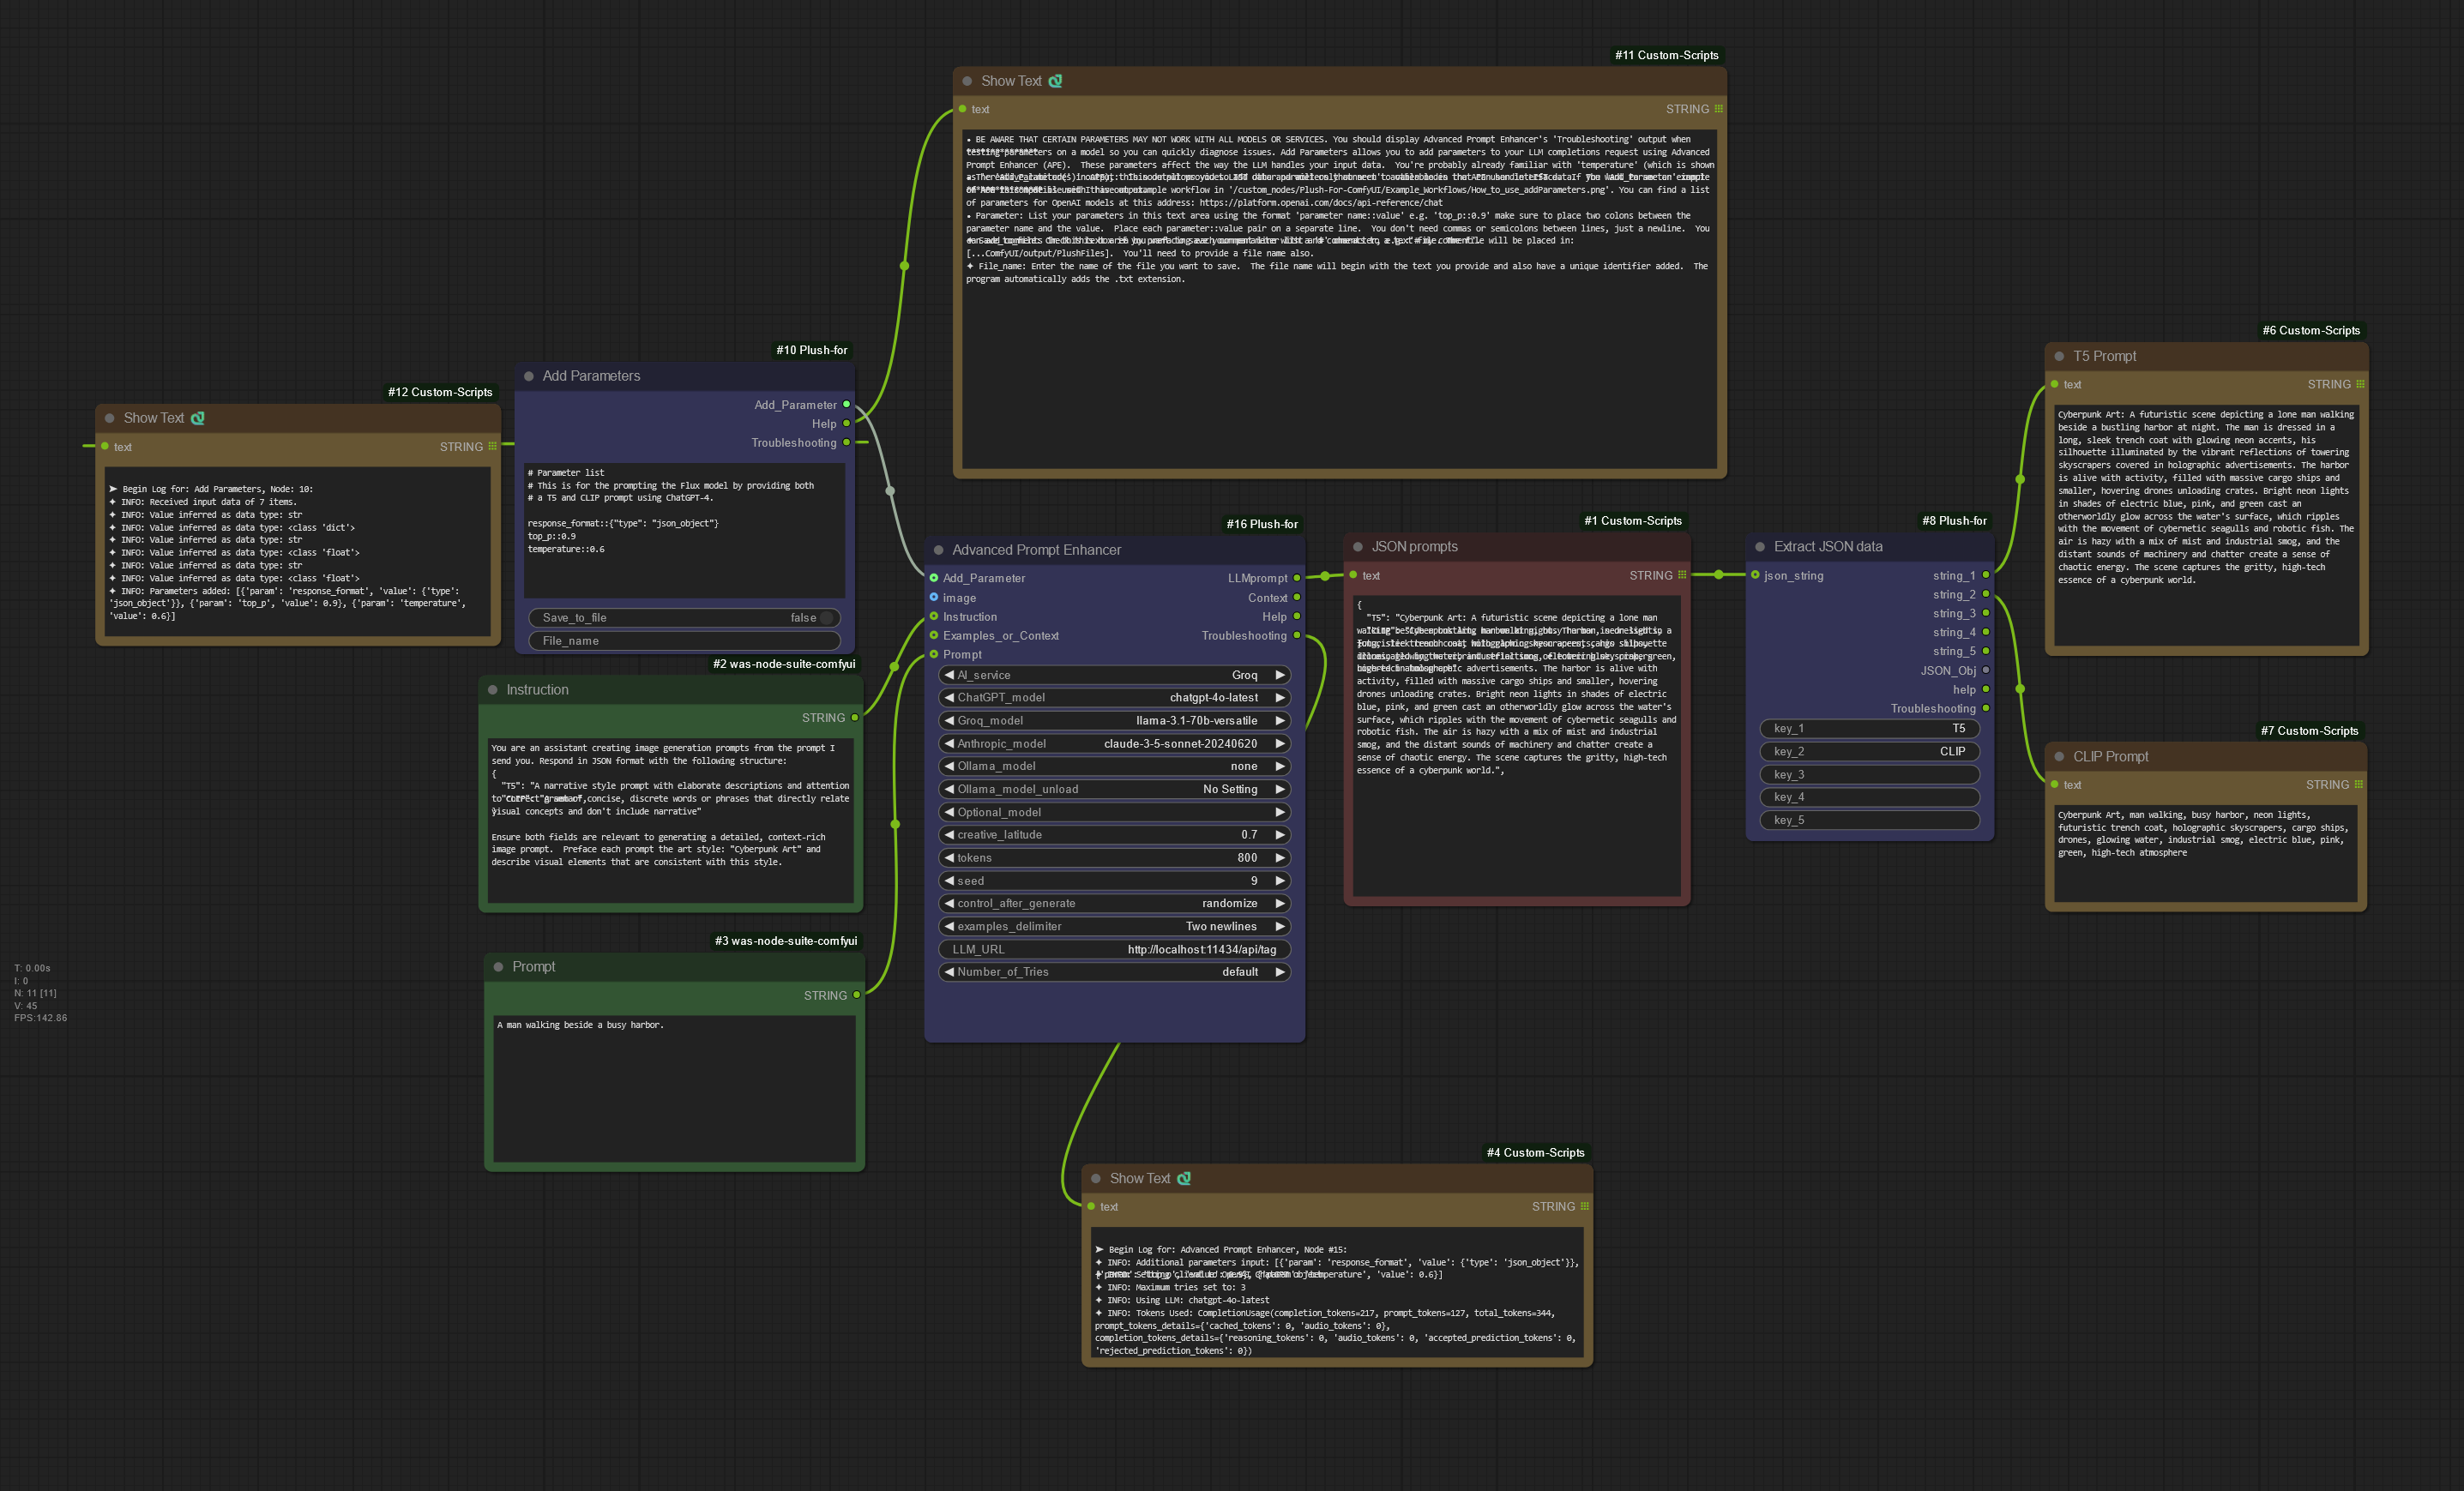 #11 Custom-Scripts
Show Text
text
STRING
• BE AWARE THAT CERTAIN PARAMETERS MAY NOT WORK WITH ALL MODELS OR SERVICES. You should display Advanced Prompt Enhancer's 'Troubleshooting' output when
testing parameters on a model so you can quickly diagnose issues. Add Parameters allows you to add parameters to your LLM completions request using Advanced
Prompt Enhancer (APE).  These parameters affect the way the LLM handles your input data.  You're probably already familiar with 'temperature' (which is shown
example workflow in '/custom_nodes/Plush-For-ComfyUI/Example_Workflows/How_to_use_addParameters.png'. You can find a list
of parameters for OpenAI models at this address: https://platform.openai.com/docs/api-reference/chat
• Parameter: List your parameters in this text area using the format 'parameter name::value' e.g. 'top_p::0.9' make sure to place two colons between the
parameter name and the value.  Place each parameter::value pair on a separate line.  You don't need commas or semicolons between lines, just a newline.  You
file will be placed in:
[...ComfyUI/output/PlushFiles].  You'll need to provide a file name also.
✦ File_name: Enter the name of the file you want to save.  The file name will begin with the text you provide and also have a unique identifier added.  The
program automatically adds the .txt extension.
#12 Custom-Scripts
Show Text
text
STRING
➤ Begin Log for: Add Parameters, Node: 10:
✦ INFO: Received input data of 7 items.
✦ INFO: Value inferred as data type: str
✦ INFO: Value inferred as data type: <class 'dict'>
✦ INFO: Value inferred as data type: str
✦ INFO: Value inferred as data type: <class 'float'>
✦ INFO: Value inferred as data type: str
✦ INFO: Value inferred as data type: <class 'float'>
✦ INFO: Parameters added: [{'param': 'response_format', 'value': {'type':
'json_object'}}, {'param': 'top_p', 'value': 0.9}, {'param': 'temperature',
'value': 0.6}]
#10 Plush-for
Add Parameters
Add_Parameter
Help
Troubleshooting
# Parameter list
# This is for the prompting the Flux model by providing both
# a T5 and CLIP prompt using ChatGPT-4.
response_format::{"type": "json_object"}
top_p::0.9
temperature::0.6
Save_to_file false
File_name
#2 was-node-suite-comfyui
Instruction
STRING
You are an assistant creating image generation prompts from the prompt I
send you. Respond in JSON format with the following structure:
{
"T5": "A narrative style prompt with elaborate descriptions and attention
concise, discrete words or phrases that directly relate
visual concepts and don't include narrative"
Ensure both fields are relevant to generating a detailed, context-rich
image prompt.  Preface each prompt the art style: "Cyberpunk Art" and
describe visual elements that are consistent with this style.
#3 was-node-suite-comfyui
Prompt
STRING
A man walking beside a busy harbor.
T: 0.00s
I: 0
N: 11 [11]
V: 45
FPS:142.86
#16 Plush-for
Advanced Prompt Enhancer
Add_Parameter LLMprompt
image Context
Instruction Help
Examples_or_Context Troubleshooting
Prompt
AI_service Groq
ChatGPT_model chatgpt-4o-latest
Groq_model llama-3.1-70b-versatile
Anthropic_model claude-3-5-sonnet-20240620
Ollama_model none
Ollama_model_unload No Setting
Optional_model
creative_latitude 0.7
tokens 800
seed 9
control_after_generate randomize
examples_delimiter Two newlines
LLM_URL http://localhost:11434/api/tag
Number_of_Tries default
#1 Custom-Scripts
JSON prompts
text
STRING
{
"T5": "Cyberpunk Art: A futuristic scene depicting a lone man
holographic advertisements. The harbor is alive with
activity, filled with massive cargo ships and smaller, hovering
drones unloading crates. Bright neon lights in shades of electric
blue, pink, and green cast an otherworldly glow across the water's
surface, which ripples with the movement of cybernetic seagulls and
robotic fish. The air is hazy with a mix of mist and industrial
smog, and the distant sounds of machinery and chatter create a
sense of chaotic energy. The scene captures the gritty, high-tech
essence of a cyberpunk world.",
#8 Plush-for
Extract JSON data
json_string string_1
string_2
string_3
string_4
string_5
JSON_Obj
help
Troubleshooting
key_1 T5
key_2 CLIP
key_3
key_4
key_5
#6 Custom-Scripts
T5 Prompt
text
STRING
Cyberpunk Art: A futuristic scene depicting a lone man walking
beside a bustling harbor at night. The man is dressed in a
long, sleek trench coat with glowing neon accents, his
silhouette illuminated by the vibrant reflections of towering
skyscrapers covered in holographic advertisements. The harbor
is alive with activity, filled with massive cargo ships and
smaller, hovering drones unloading crates. Bright neon lights
in shades of electric blue, pink, and green cast an
otherworldly glow across the water's surface, which ripples
with the movement of cybernetic seagulls and robotic fish. The
air is hazy with a mix of mist and industrial smog, and the
distant sounds of machinery and chatter create a sense of
chaotic energy. The scene captures the gritty, high-tech
essence of a cyberpunk world.
#7 Custom-Scripts
CLIP Prompt
text
STRING
Cyberpunk Art, man walking, busy harbor, neon lights,
futuristic trench coat, holographic skyscrapers, cargo ships,
drones, glowing water, industrial smog, electric blue, pink,
green, high-tech atmosphere
#4 Custom-Scripts
Show Text
text
STRING
➤ Begin Log for: Advanced Prompt Enhancer, Node #15:
✦ INFO: Additional parameters input: [{'param': 'response_format', 'value': {'type': 'json_object'}},
'temperature', 'value': 0.6}]
✦ INFO: Maximum tries set to: 3
✦ INFO: Using LLM: chatgpt-4o-latest
✦ INFO: Tokens Used: CompletionUsage(completion_tokens=217, prompt_tokens=127, total_tokens=344,
prompt_tokens_details={'cached_tokens': 0, 'audio_tokens': 0},
completion_tokens_details={'reasoning_tokens': 0, 'audio_tokens': 0, 'accepted_prediction_tokens': 0,
'rejected_prediction_tokens': 0})